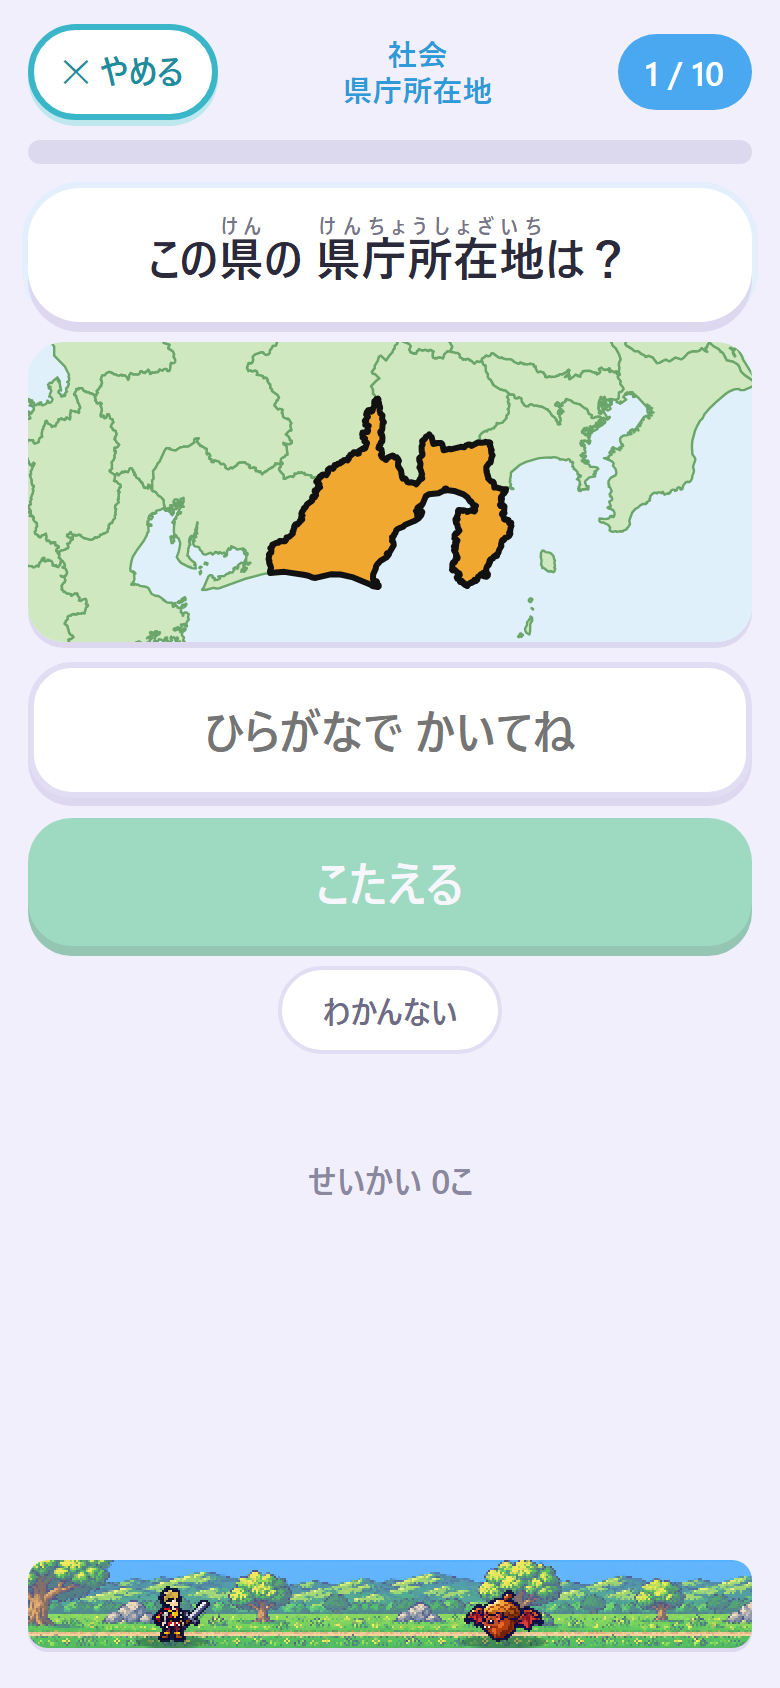 × やめる
社会
県庁所在地
1 / 10
けん けんちょうしょざいち
この県の 県庁所在地は？
ひらがなで かいてね
こたえる
わかんない
せいかい 0こ